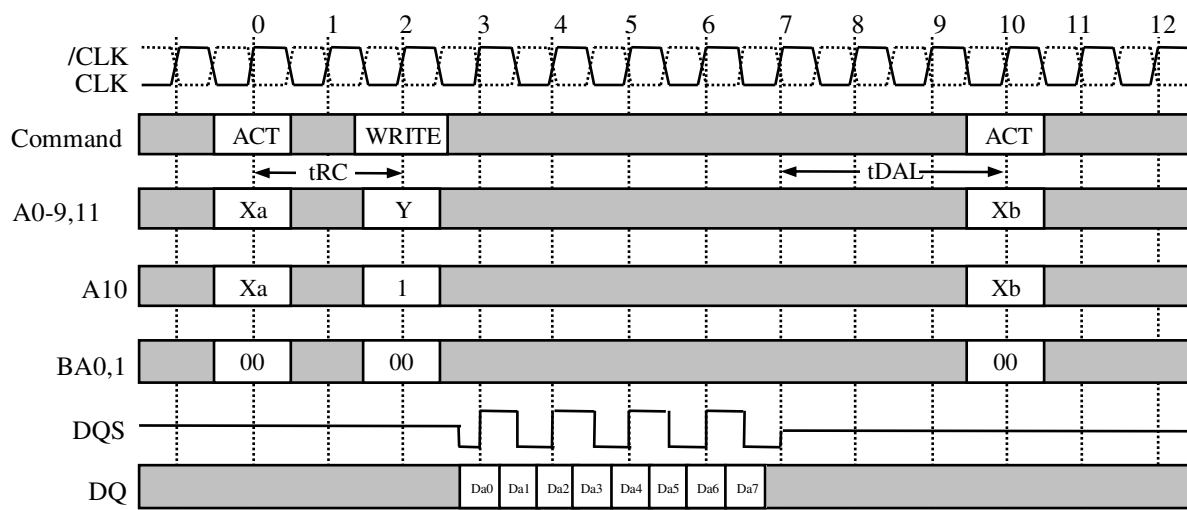 0 1 2 3 4 5 6 7 8 9 10 11 12
/CLK
CLK
Command ACT WRITE ACT
tRC tDAL
A0-9,11 Xa Y Xb
A10 Xa 1 Xb
BA0,1 00 00 00
DQS
DQ Da0 Da1 Da2 Da3 Da4 Da5 Da6 Da7